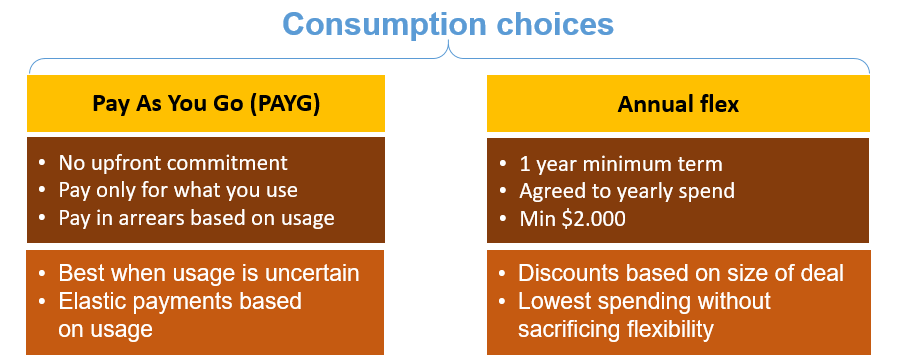 Consumption choices
Pay As You Go (PAYG)
• No upfront commitment
• Pay only for what you use
• Pay in arrears based on usage
• Best when usage is uncertain
• Elastic payments based
on usage
Annual flex
• 1 year minimum term
• Agreed to yearly spend
• Min $2.000
• Discounts based on size of deal
• Lowest spending without
sacrificing flexibility